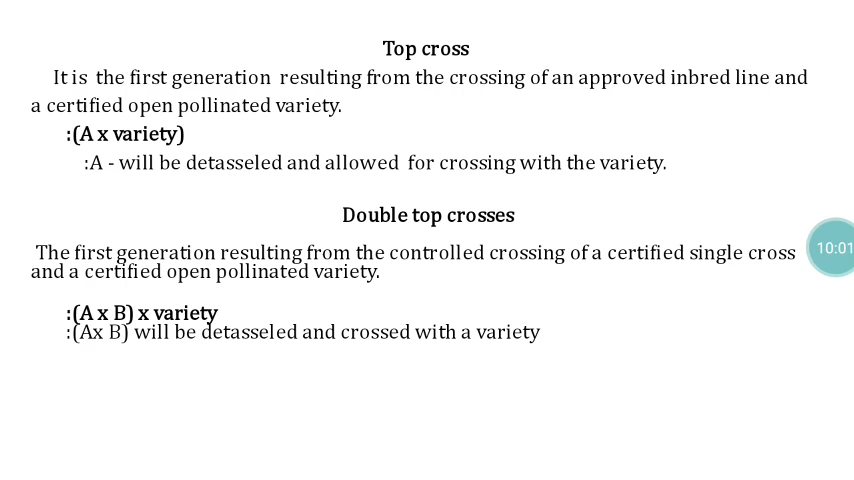 Top cross
It is the first generation resulting from the crossing of an approved inbred line and
a certified open pollinated variety.
:(A x variety)
:A - will be detasseled and allowed for crossing with the variety.
Double top crosses
The first generation resulting from the controlled crossing of a certified single cross
and a certified open pollinated variety.
10:01
:(A x B) x variety
:(Ax B) will be detasseled and crossed with a variety